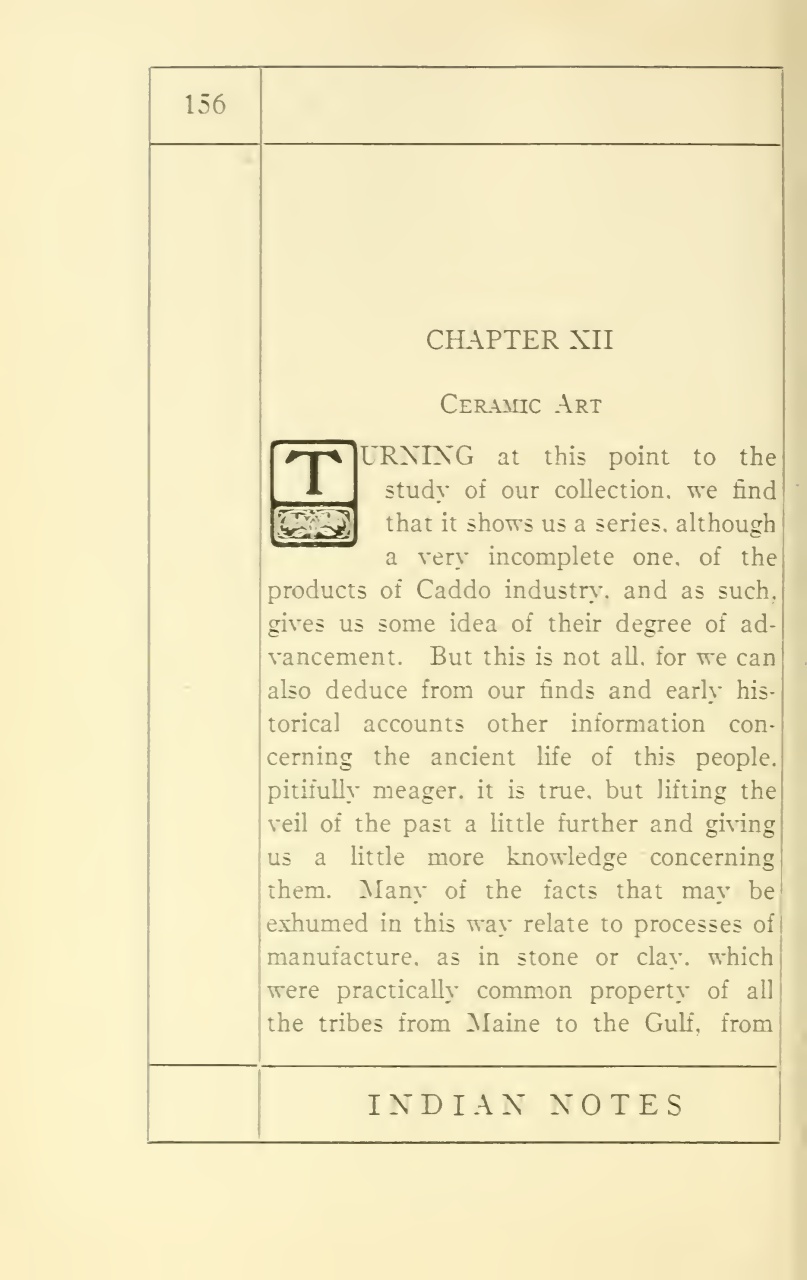 156
CHAPTER XII
CERAMIC ART
TURNING at this point to the
study of our collection, we find
that it shows us a series, although
a very incomplete one, of the
products of Caddo industry, and as such,
gives us some idea of their degree of ad-
vancement. But this is not all, for we can
also deduce from our finds and early his-
torical accounts other information con-
cerning the ancient life of this people,
pitifully meager, it is true, but lifting the
veil of the past a little further and giving
us a little more knowledge concerning
them. Many of the facts that may be
exhumed in this way relate to processes of
manufacture, as in stone or clay, which
were practically common property of all
the tribes from Maine to the Gulf, from
INDIAN NOTES